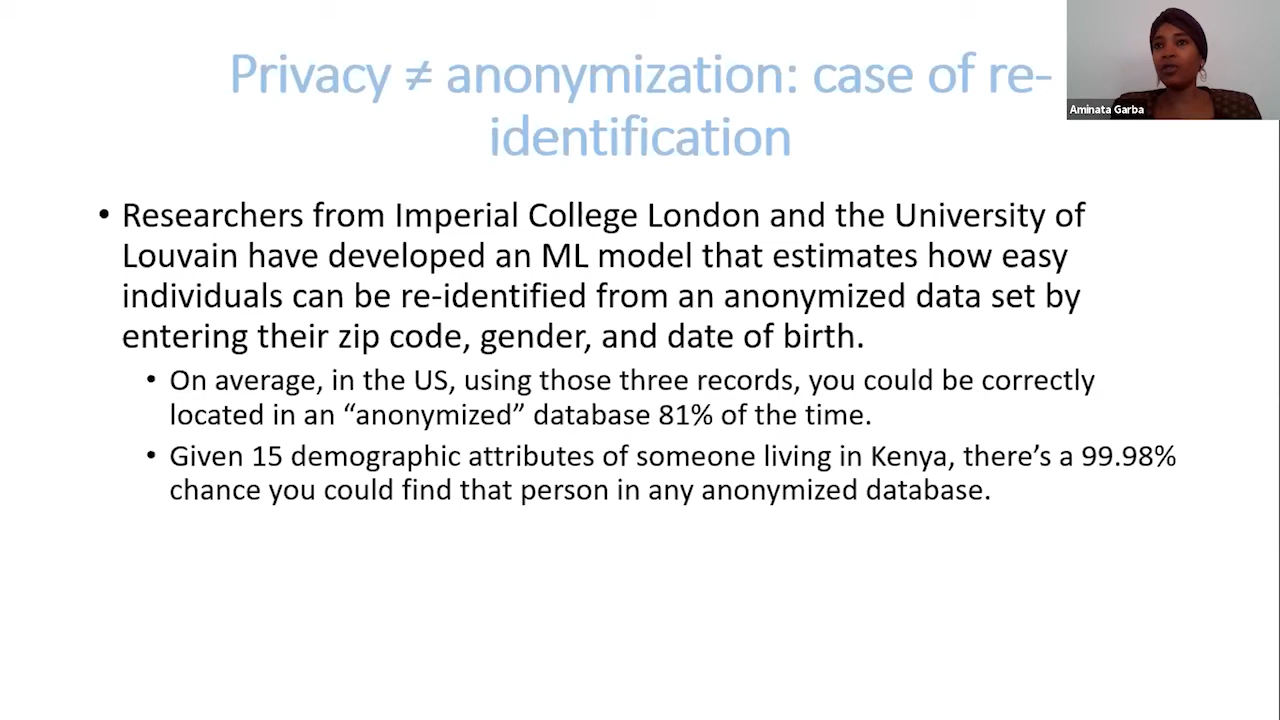 Privacy ≠ anonymization: case of re-
identification
Aminata Garba
• Researchers from Imperial College London and the University of
Louvain have developed an ML model that estimates how easy
individuals can be re-identified from an anonymized data set by
entering their zip code, gender, and date of birth.
• On average, in the US, using those three records, you could be correctly
located in an “anonymized” database 81% of the time.
• Given 15 demographic attributes of someone living in Kenya, there’s a 99.98%
chance you could find that person in any anonymized database.